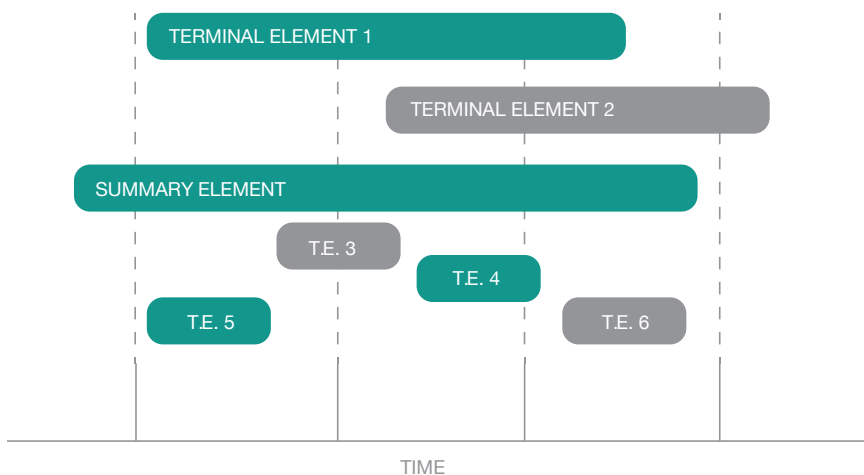 TERMINAL ELEMENT 1
TERMINAL ELEMENT 2
SUMMARY ELEMENT
T.E. 3
T.E. 4
T.E. 5
T.E. 6
TIME